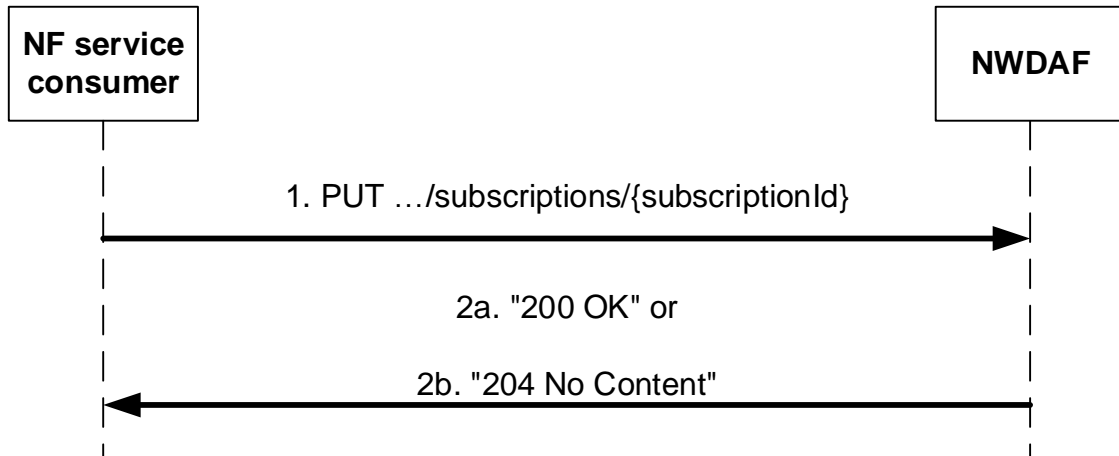 NF service
consumer
NWDAF
1. PUT …/subscriptions/{subscriptionId}
2a. "200 OK" or
2b. "204 No Content"